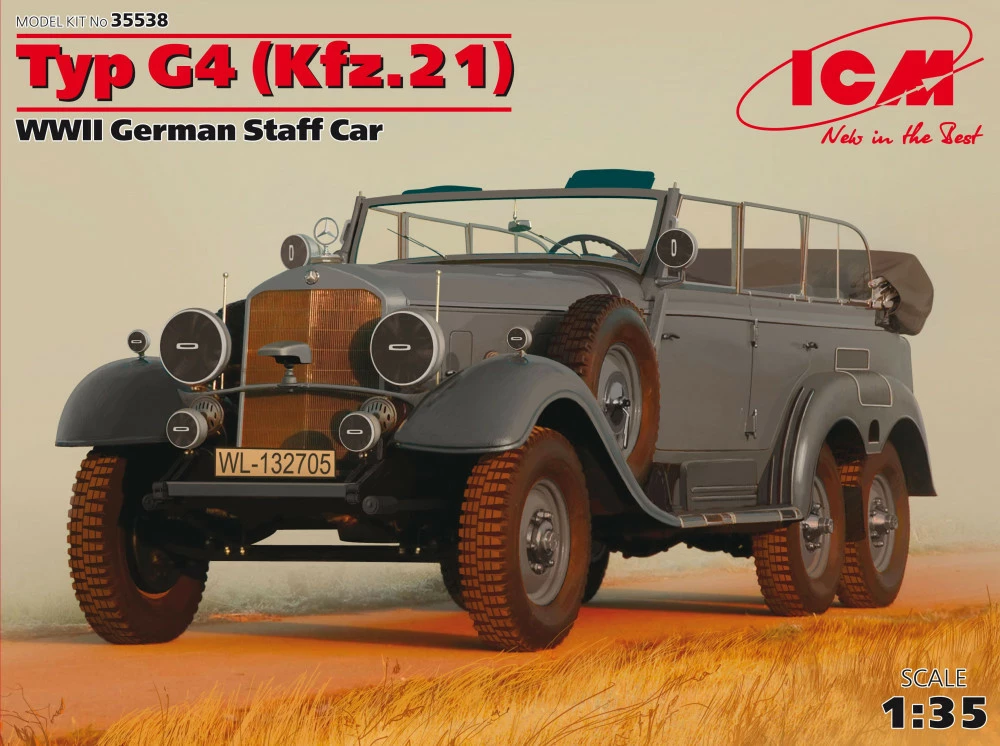 MODEL KIT No 35538
Typ G4 (Kfz.21)
WWII German Staff Car
ICM
New in the Best
WL-132705
SCALE
1:35